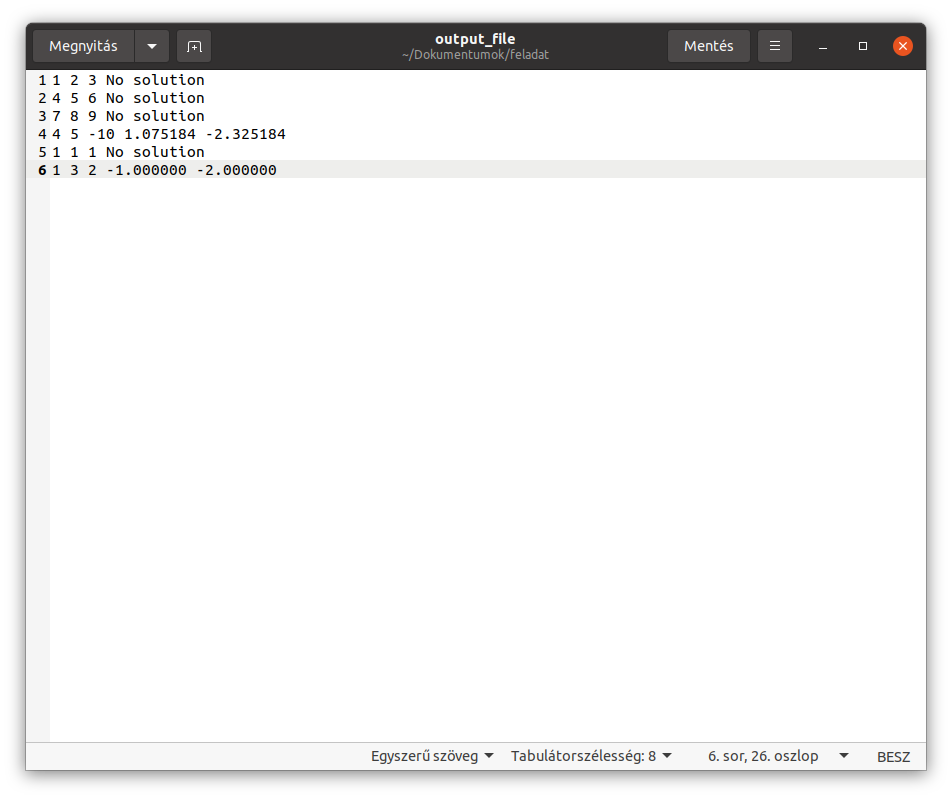 Megnyitás
output_file
~/Dokumentumok/feladat
Mentés
1 1 2 3 No solution
2 4 5 6 No solution
3 7 8 9 No solution
4 4 5 -10 1.075184 -2.325184
5 1 1 1 No solution
6 1 3 2 -1.000000 -2.000000
Egyszerű szöveg Tabulátorszélesség: 8 6. sor, 26. oszlop BESZ